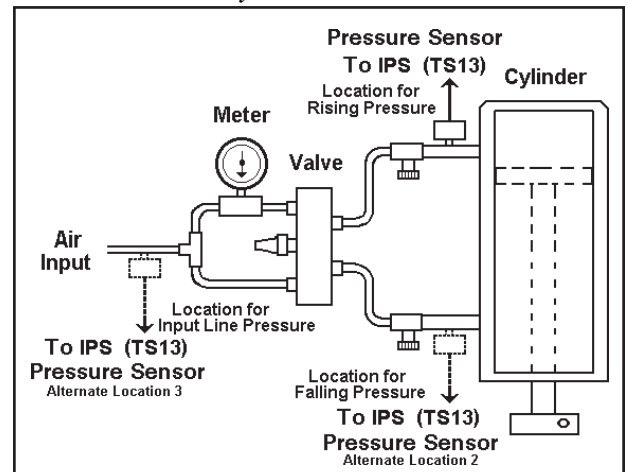 Pressure Sensor
To IPS (TS13)
Location for
Rising Pressure
Cylinder
Meter
Valve
Air
Input
Location for
Input Line Pressure
To IPS (TS13)
Pressure Sensor
Alternate Location 3
Location for
Falling Pressure
To IPS (TS13)
Pressure Sensor
Alternate Location 2